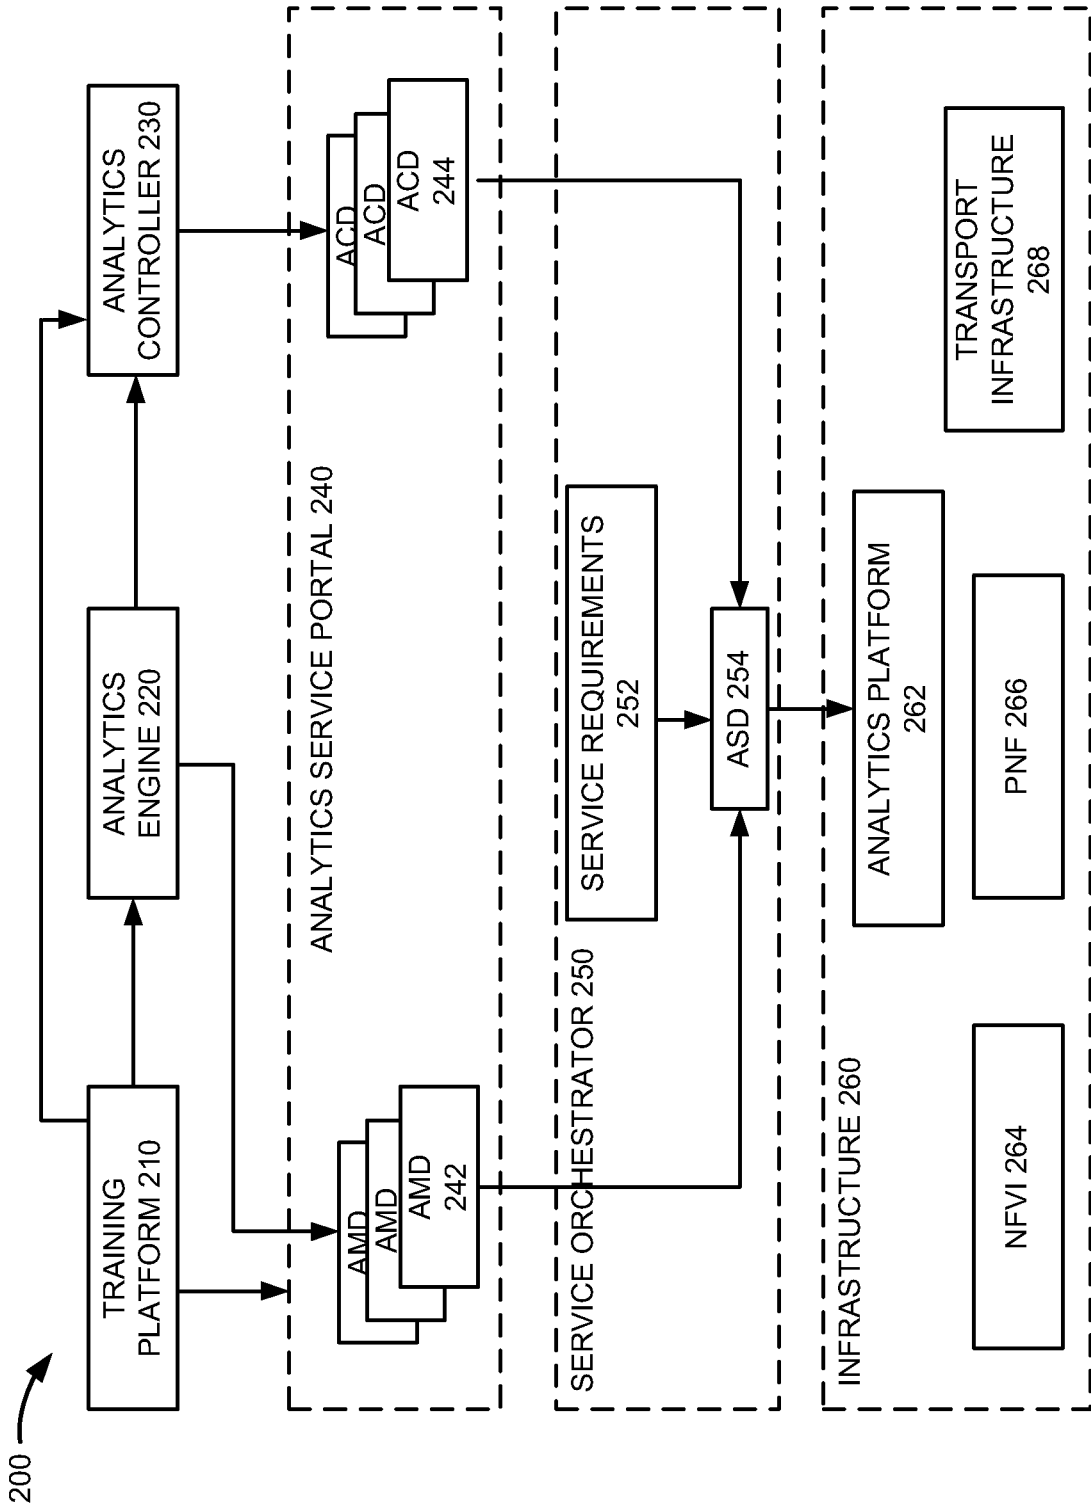 200
TRAINING
PLATFORM 210
ANALYTICS
ENGINE 220
ANALYTICS
CONTROLLER 230
ANALYTICS SERVICE PORTAL 240
AMD
AMD
AMD
242
ACD
ACD
ACD
244
SERVICE ORCHESTRATOR 250
SERVICE REQUIREMENTS
252
ASD 254
INFRASTRUCTURE 260
ANALYTICS PLATFORM
262
NFVI 264
PNF 266
TRANSPORT
INFRASTRUCTURE
268